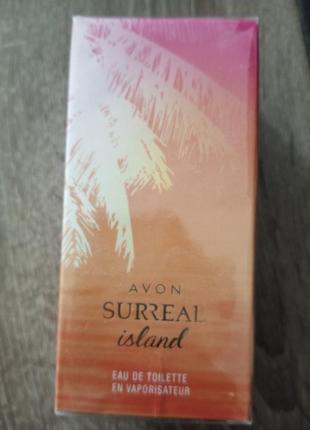 AVON
SURREAL
island
EAU DE TOILETTE
EN VAPORISATEUR